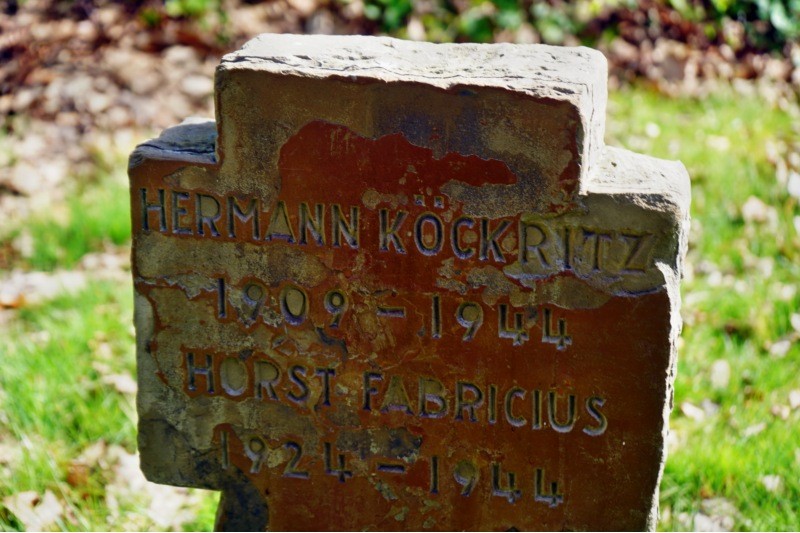 HERMANN KÖCKRITZ
1909 – 1944
HORST FABRICIUS
1924 – 1944